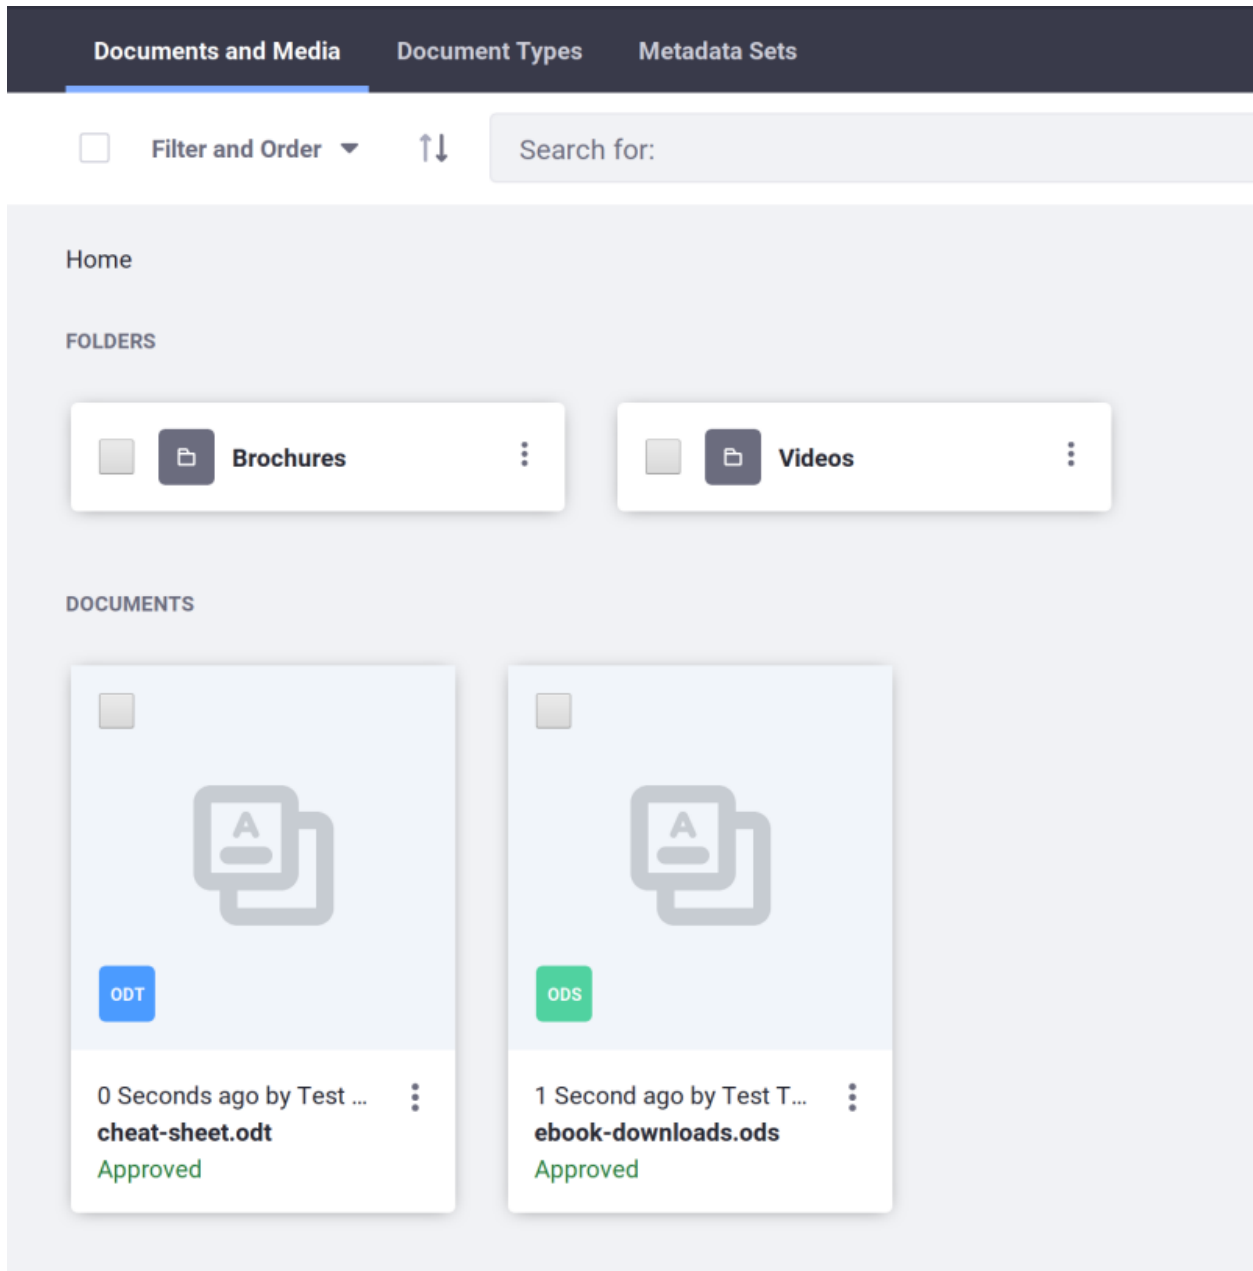 Documents and Media Document Types Metadata Sets
Filter and Order Search for:
Home
FOLDERS
Brochures Videos
DOCUMENTS
A A
ODT ODS
0 Seconds ago by Test ... 1 Second ago by Test T...
cheat-sheet.odt ebook-downloads.ods
Approved Approved